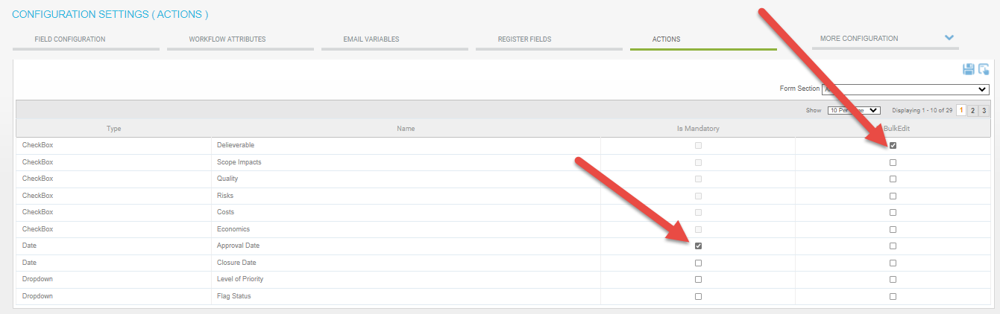 CONFIGURATION SETTINGS ( ACTIONS )
FIELD CONFIGURATION WORKFLOW ATTRIBUTES EMAIL VARIABLES REGISTER FIELDS ACTIONS MORE CONFIGURATION
Form Section
Show 10 Per Displaying 1 - 10 of 29 1 2 3
Type Name Is Mandatory BulkEdit
CheckBox Delieverable
CheckBox Scope Impacts
CheckBox Quality
CheckBox Risks
CheckBox Costs
CheckBox Economics
Date Approval Date
Date Closure Date
Dropdown Level of Priority
Dropdown Flag Status